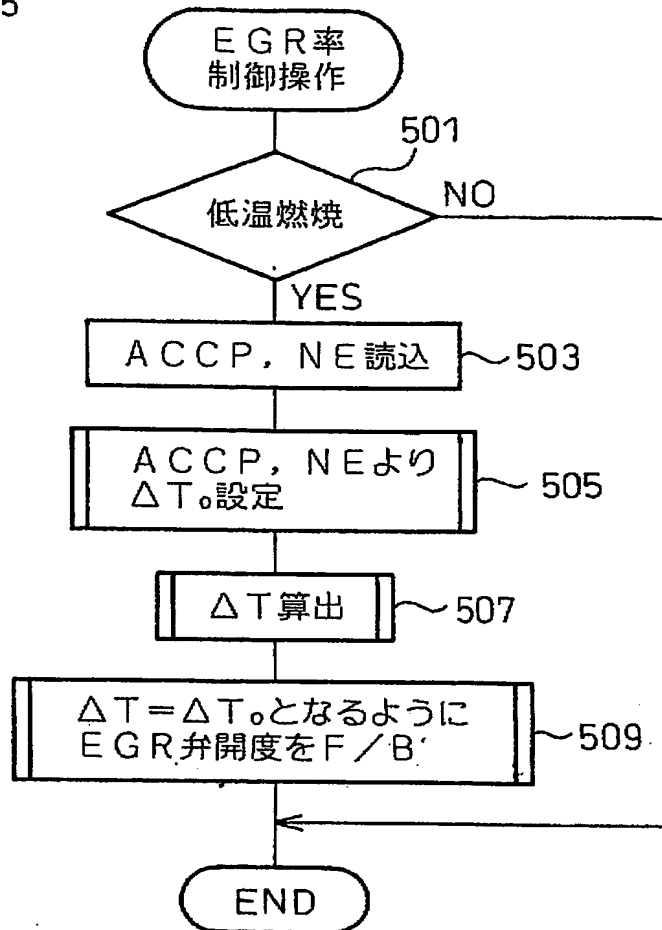 5
EGR率
制御操作
501
低温燃焼
NO
YES
ACCP, NE読込
503
ACCP, NEより
ΔT₀設定
505
ΔT算出
507
ΔT=ΔT₀となるように
EGR弁開度をF/B
509
END